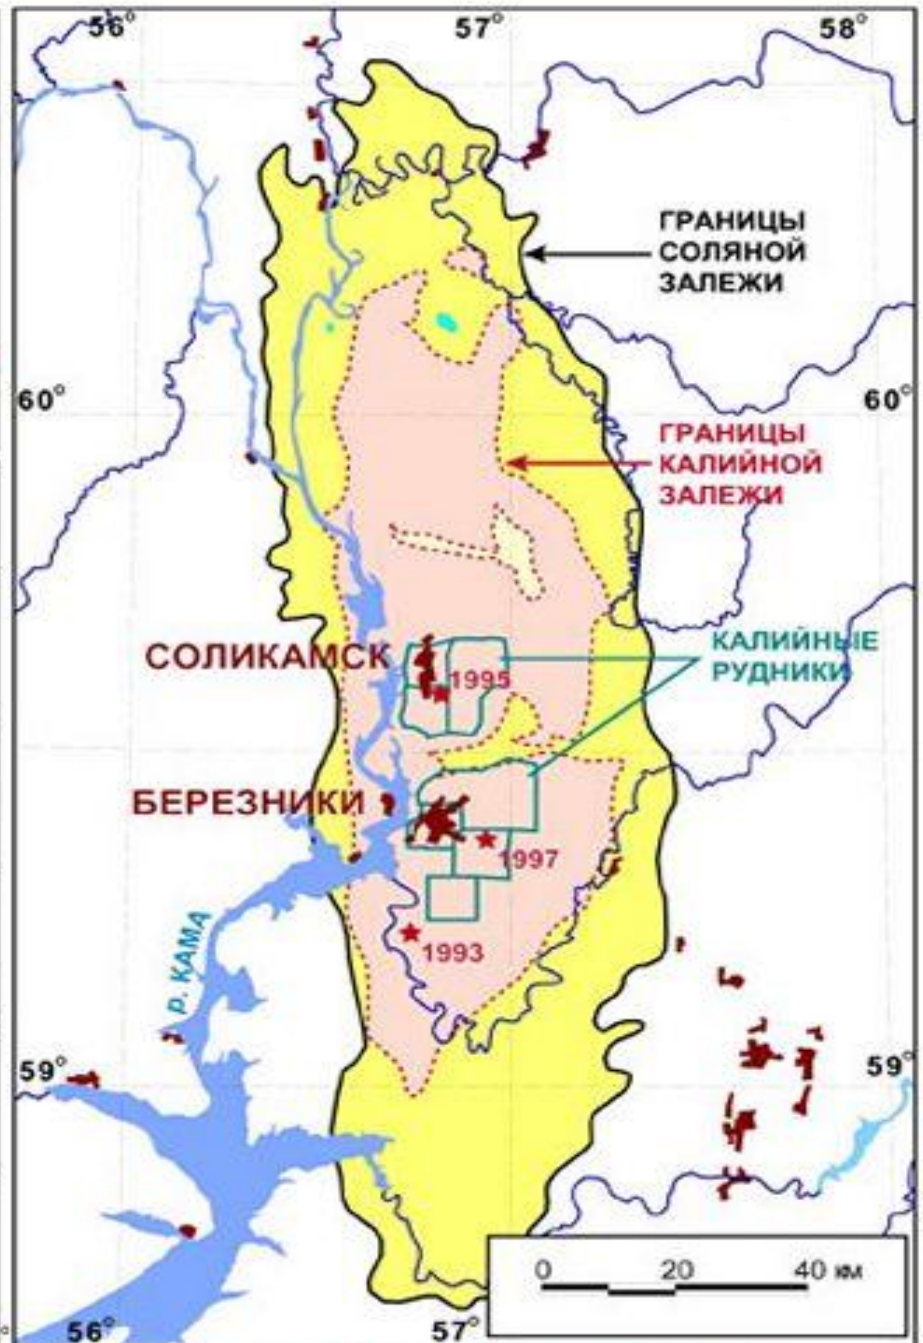 56°
57°
58°
ГРАНИЦЫ
СОЛЯНОЙ
ЗАЛЕЖИ
60°
60°
ГРАНИЦЫ
КАЛИЙНОЙ
ЗАЛЕЖИ
КАЛИЙНЫЕ
РУДНИКИ
СОЛИКАМСК
1995
БЕРЕЗНИКИ
1997
р. КАМА
1993
59°
59°
0 20 40 км
56°
57°